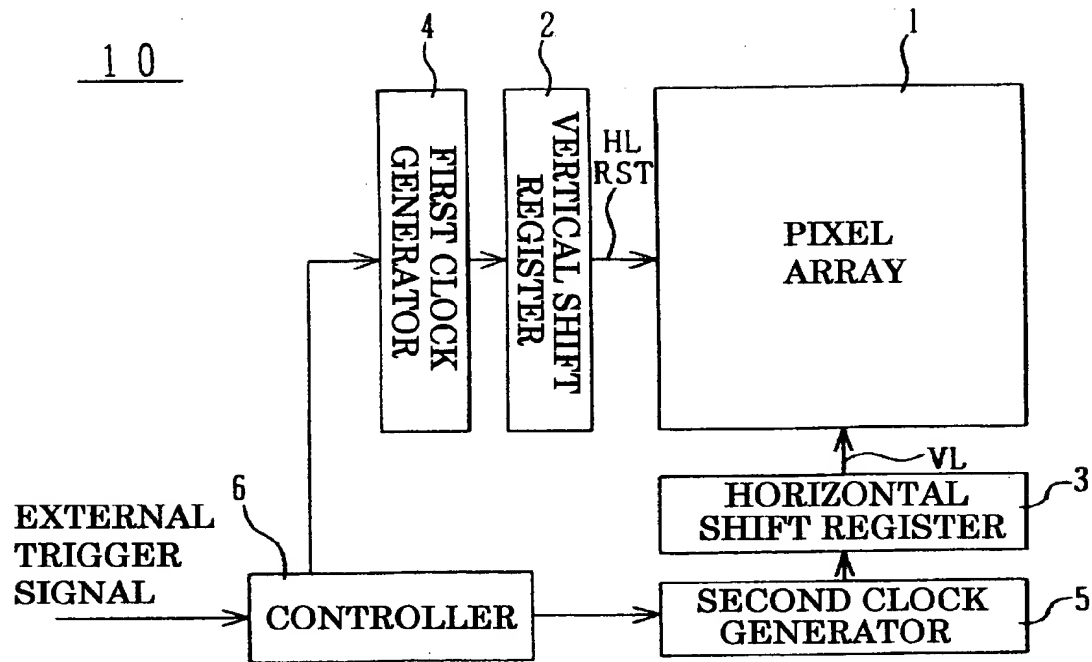 10
4
2
1
FIRST CLOCK
GENERATOR
VERTICAL SHIFT
REGISTER
HL
RST
PIXEL
ARRAY
VL
6
HORIZONTAL
SHIFT REGISTER
3
EXTERNAL
TRIGGER
SIGNAL
CONTROLLER
SECOND CLOCK
GENERATOR
5